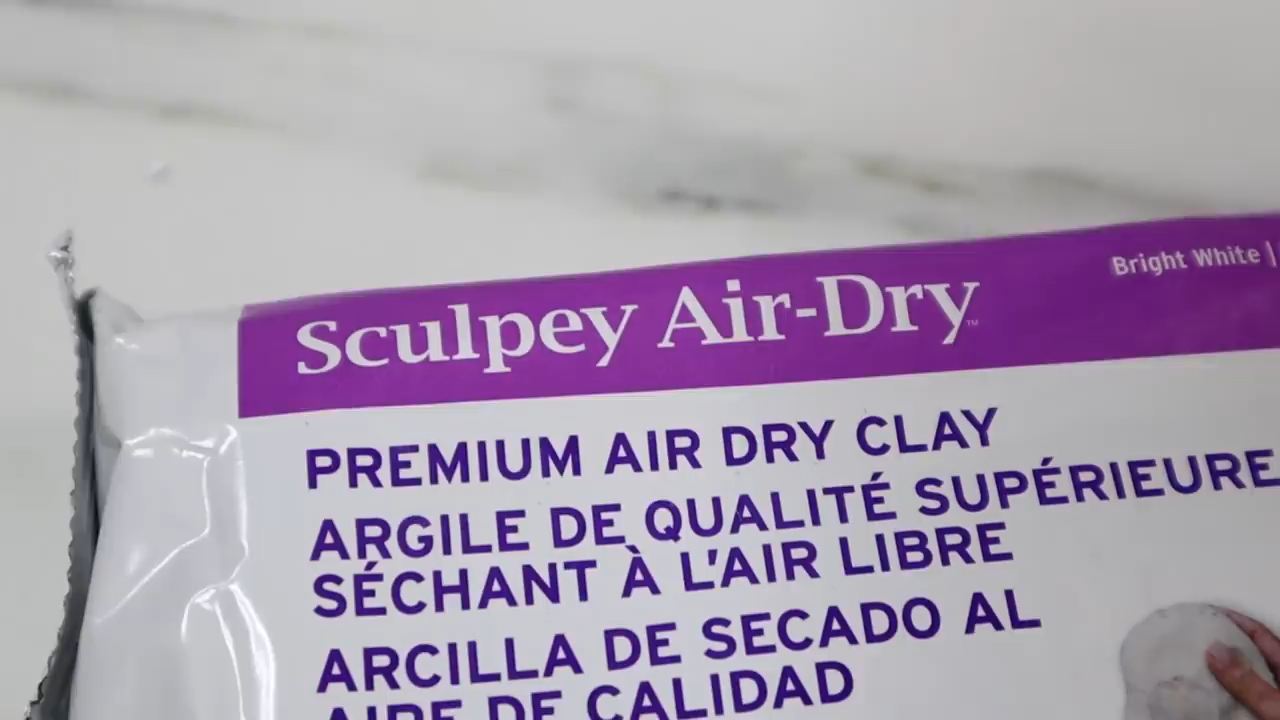 Sculpey Air-Dry™
Bright White |
PREMIUM AIR DRY CLAY
ARGILE DE QUALITÉ SUPÉRIEURE
SÉCHANT À L'AIR LIBRE
ARCILLA DE SECADO AL
AIRE DE CALIDAD